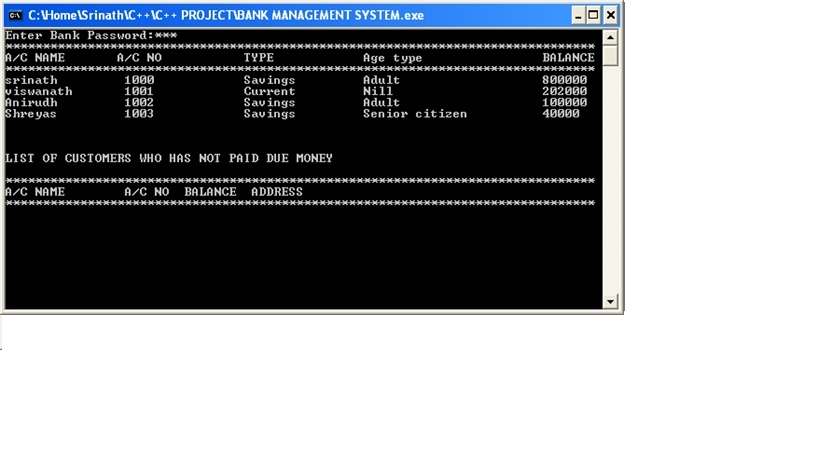 C:\Home\Srinath\C++\C++ PROJECT\BANK MANAGEMENT SYSTEM.exe
Enter Bank Password:***
*******************************************************************************
A/C NAME A/C NO TYPE Age type BALANCE
*******************************************************************************
srinath 1000 Savings Adult 800000
viswanath 1001 Current Nill 202000
Anirudh 1002 Savings Adult 100000
Shreyas 1003 Savings Senior citizen 40000
LIST OF CUSTOMERS WHO HAS NOT PAID DUE MONEY
*******************************************************************************
A/C NAME A/C NO BALANCE ADDRESS
*******************************************************************************